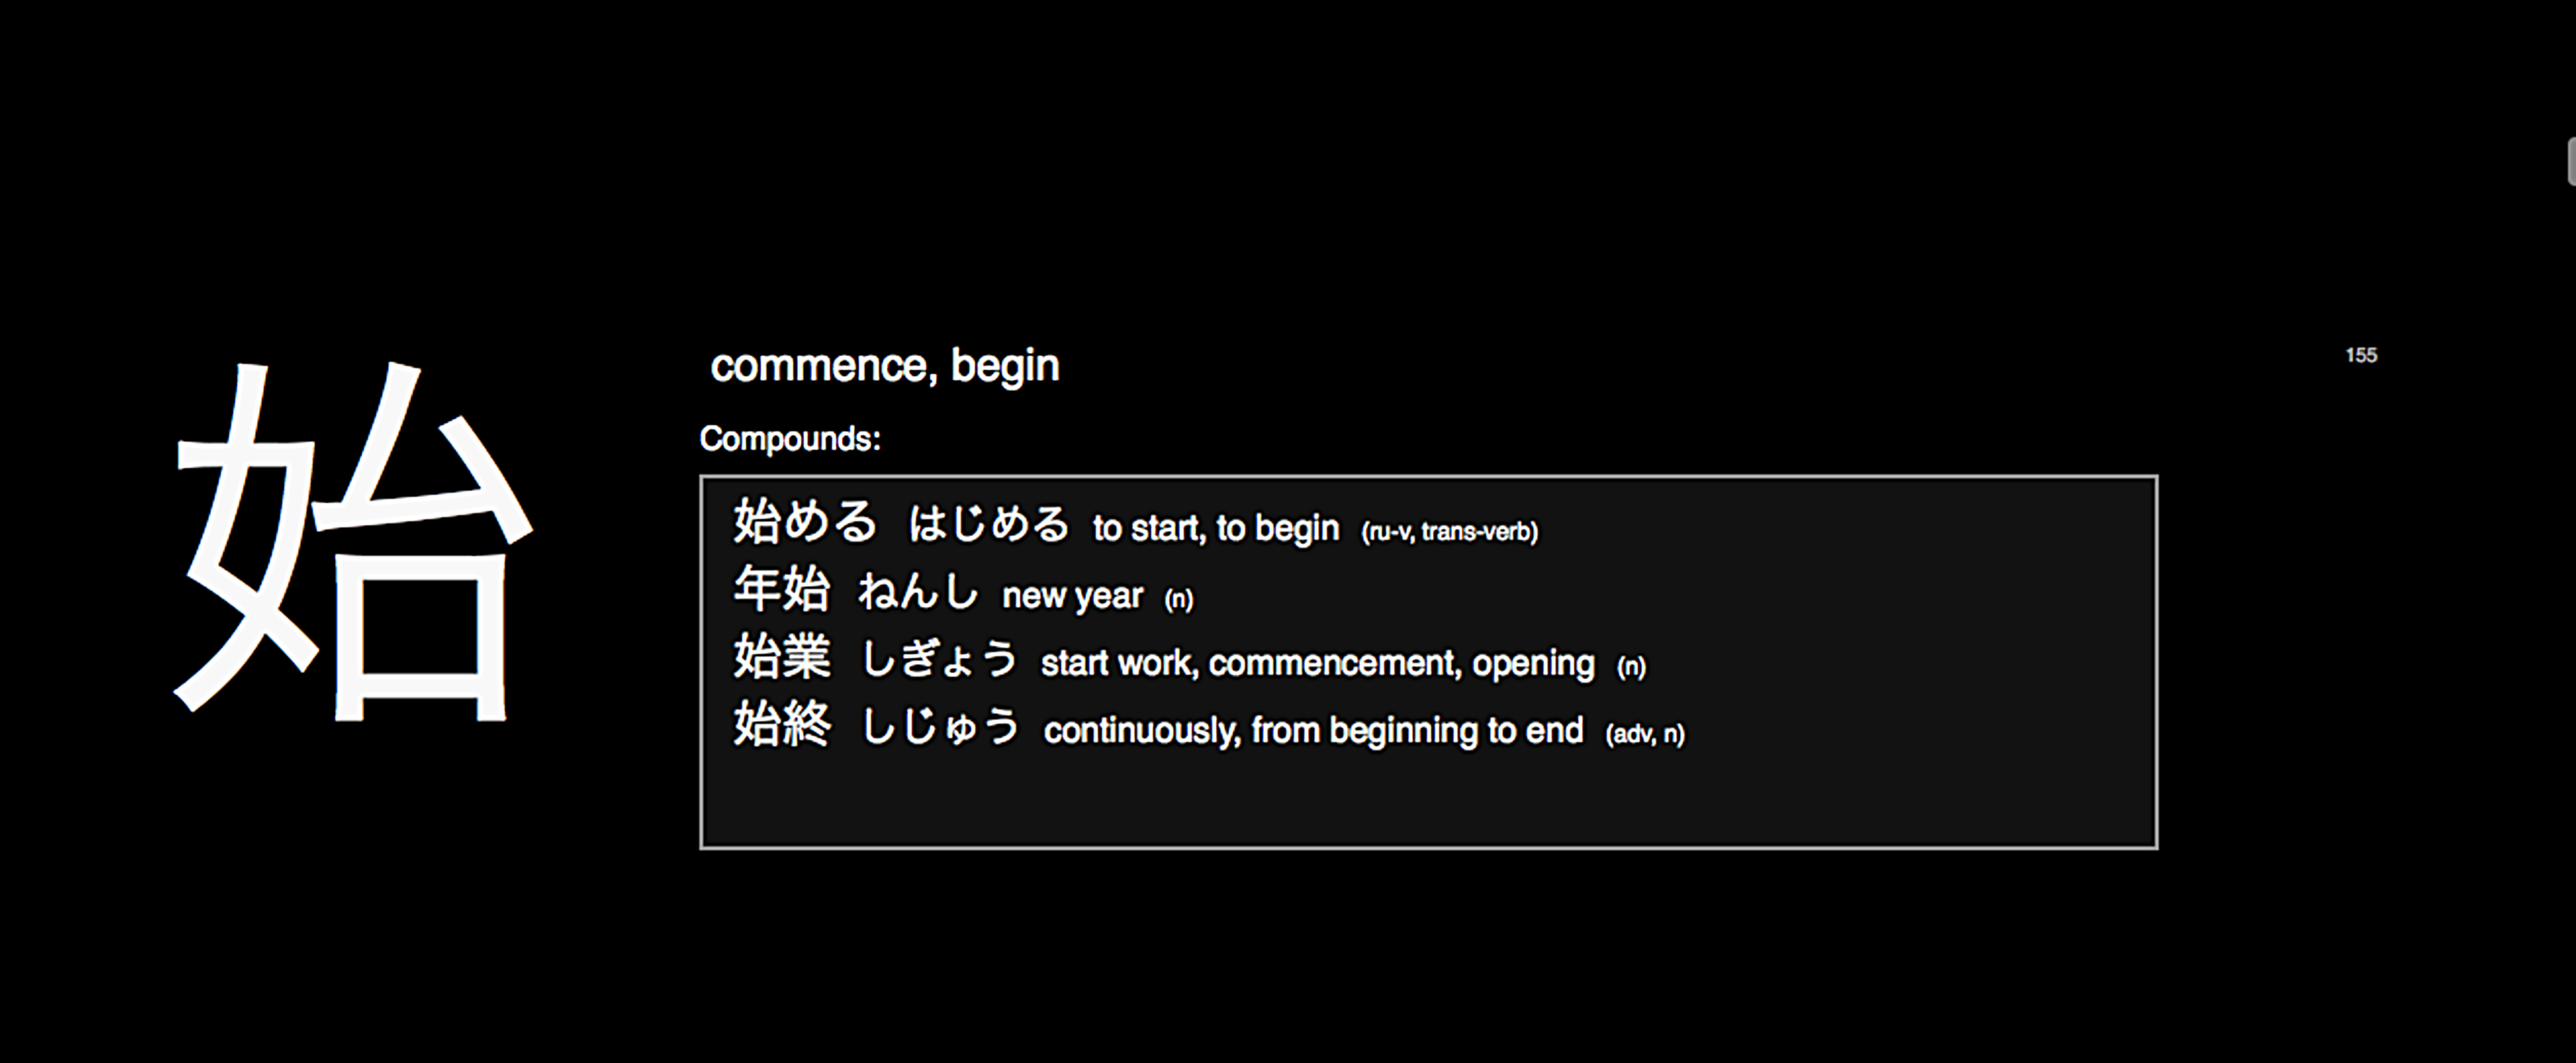 始
commence, begin
155
Compounds:
始める はじめる to start, to begin (ru-v, trans-verb)
年始 ねんし new year (n)
始業 しぎょう start work, commencement, opening (n)
始終 しじゅう continuously, from beginning to end (adv, n)